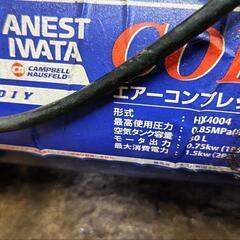 ANEST
IWATA
CAMPBELL
HAUSFELD
DIY
COM
エアーコンプレッ
形式 : HX4004
最高使用圧力 : 0.85MPa
空気タンク容量 : 30L
モータ出力 : 0.75kW
最大消費電力 : 1.5kW